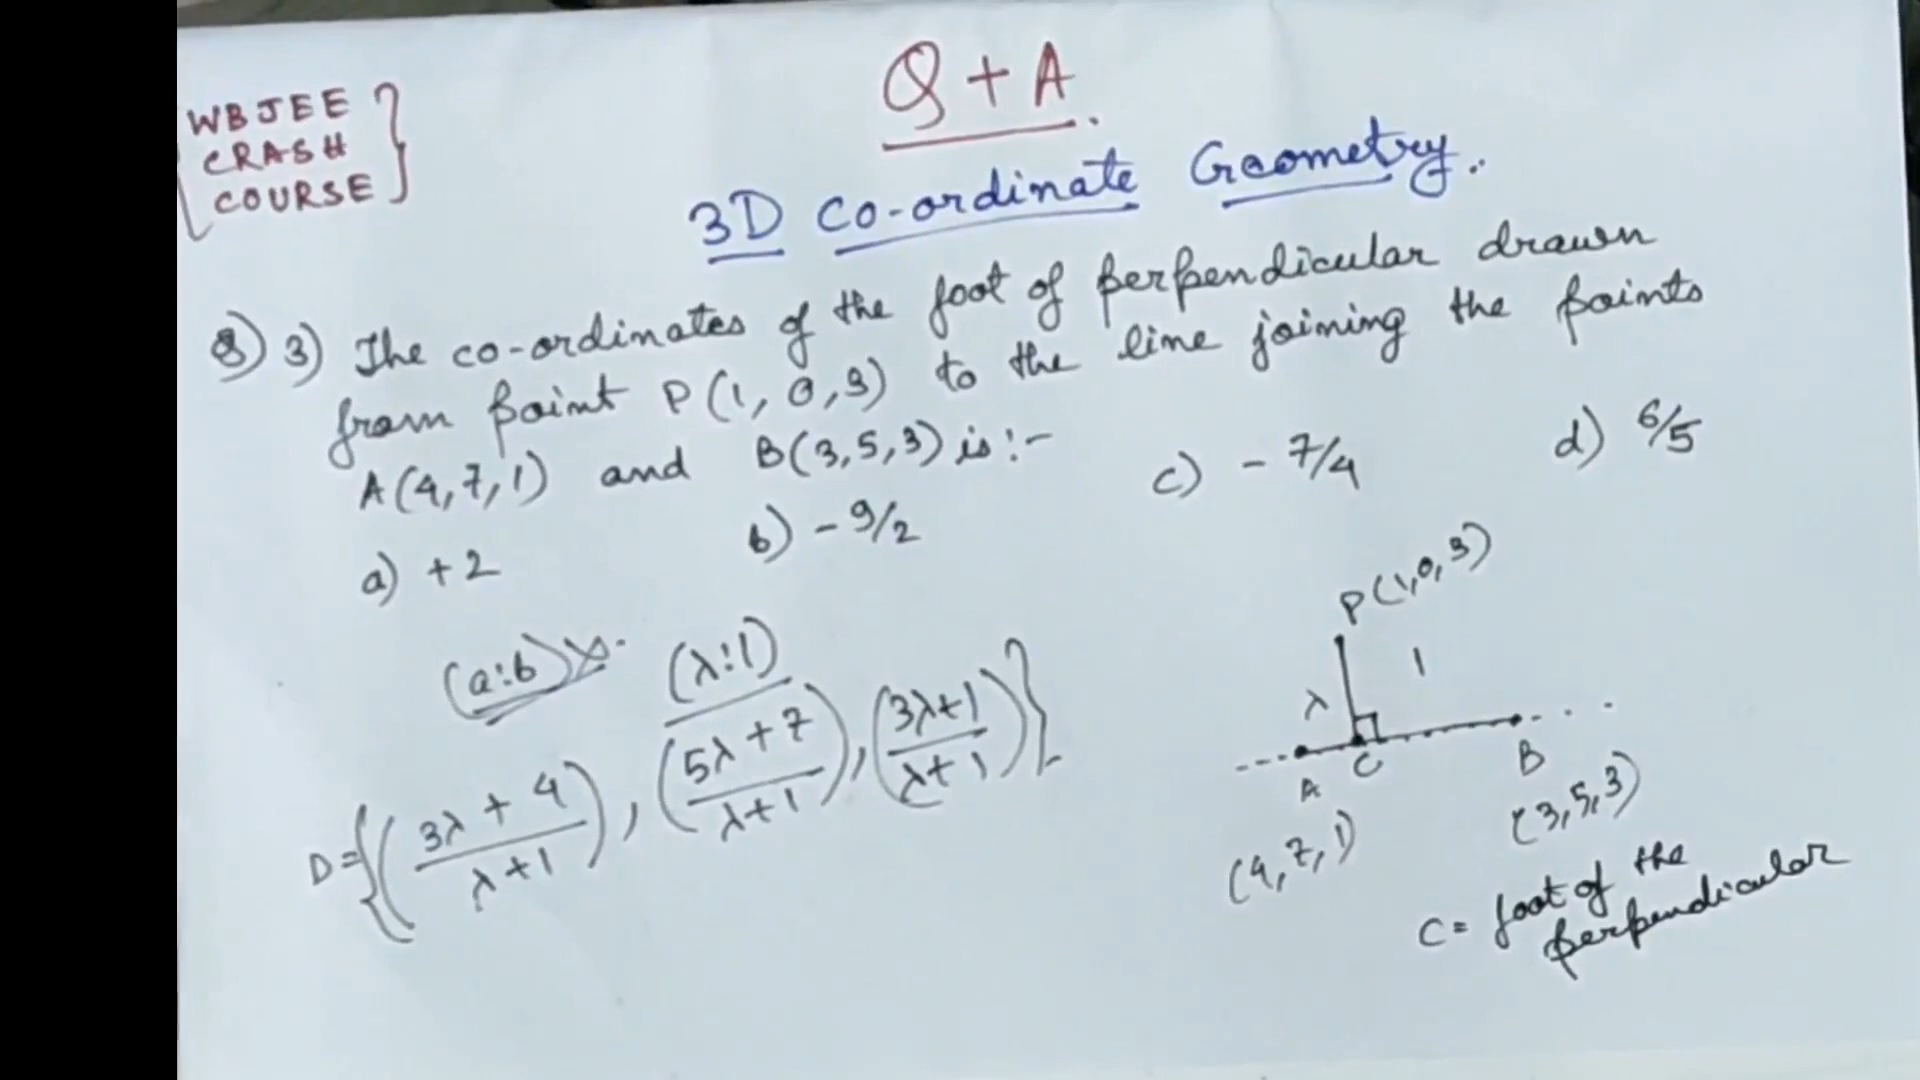 WBJEE
CRASH
COURSE
Q + A.
3D Co-ordinate Geometry.
8) 3) The co-ordinates of the foot of perpendicular drawn
from point P(1, 0, 3) to the line joining the points
A(4, 7, 1) and B(3, 5, 3) is :-
a) +2
b) - 9/2
c) - 7/4
d) 6/5
(a:b)
(λ:1)
D = {((3λ + 4)/(λ + 1)), ((5λ + 7)/(λ + 1)), ((3λ + 1)/(λ + 1))}
P(1, 0, 3)
λ
1
A
C
B
(4, 7, 1)
(3, 5, 3)
C = foot of the
perpendicular